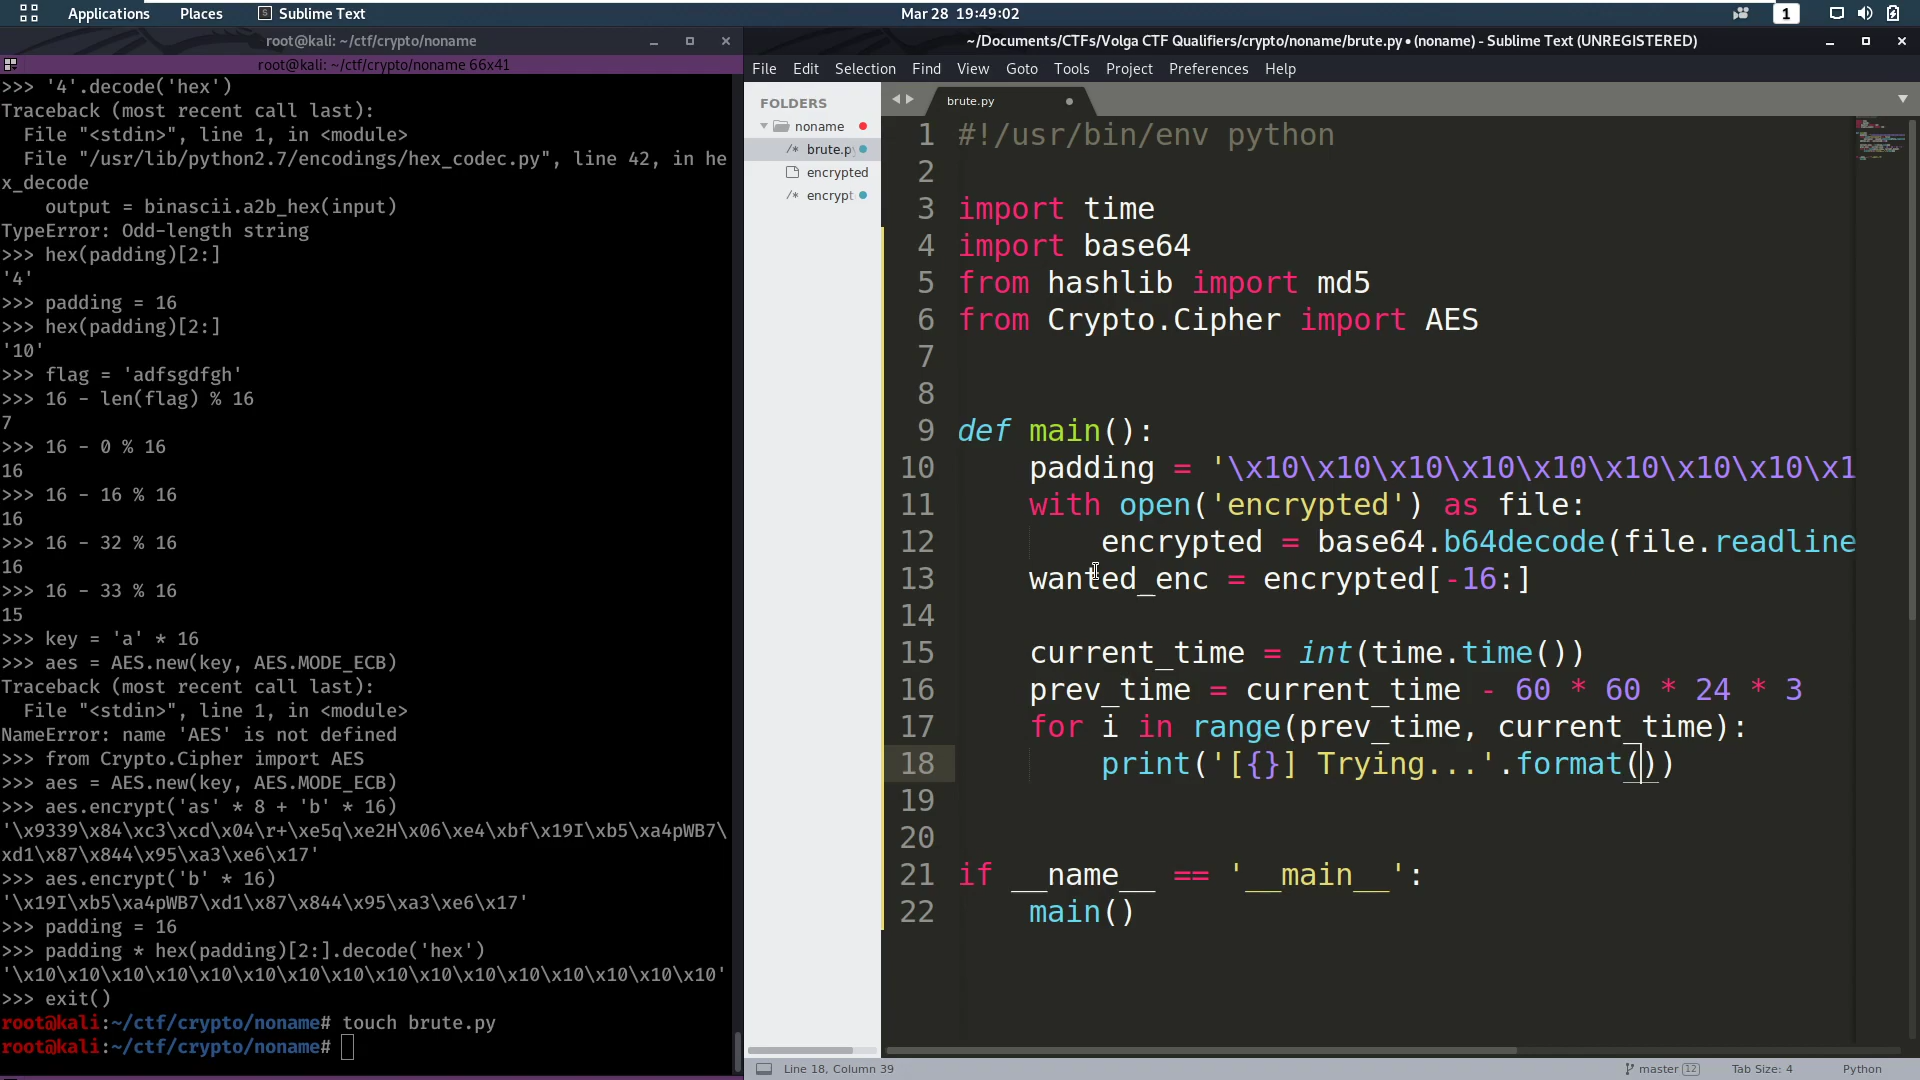 Applications Places Sublime Text Mar 28 19:49:02 1
root@kali: ~/ctf/crypto/noname
root@kali: ~/ctf/crypto/noname 66x41
>>> '4'.decode('hex')
Traceback (most recent call last):
  File "<stdin>", line 1, in <module>
  File "/usr/lib/python2.7/encodings/hex_codec.py", line 42, in he
x_decode
    output = binascii.a2b_hex(input)
TypeError: Odd-length string
>>> hex(padding)[2:]
'4'
>>> padding = 16
>>> hex(padding)[2:]
'10'
>>> flag = 'adfsgdfgh'
>>> 16 - len(flag) % 16
7
>>> 16 - 0 % 16
16
>>> 16 - 16 % 16
16
>>> 16 - 32 % 16
16
>>> 16 - 33 % 16
15
>>> key = 'a' * 16
>>> aes = AES.new(key, AES.MODE_ECB)
Traceback (most recent call last):
  File "<stdin>", line 1, in <module>
NameError: name 'AES' is not defined
>>> from Crypto.Cipher import AES
>>> aes = AES.new(key, AES.MODE_ECB)
>>> aes.encrypt('as' * 8 + 'b' * 16)
'\x9339\x84\xc3\xcd\x04\r+\xe5q\xe2H\x06\xe4\xbf\x19I\xb5\xa4pWB7\
xd1\x87\x844\x95\xa3\xe6\x17'
>>> aes.encrypt('b' * 16)
'\x19I\xb5\xa4pWB7\xd1\x87\x844\x95\xa3\xe6\x17'
>>> padding = 16
>>> padding * hex(padding)[2:].decode('hex')
'\x10\x10\x10\x10\x10\x10\x10\x10\x10\x10\x10\x10\x10\x10\x10\x10'
>>> exit()
root@kali:~/ctf/crypto/noname# touch brute.py
root@kali:~/ctf/crypto/noname#
~/Documents/CTFs/Volga CTF Qualifiers/crypto/noname/brute.py • (noname) - Sublime Text (UNREGISTERED)
File Edit Selection Find View Goto Tools Project Preferences Help
FOLDERS
noname
/* brute.py
encrypted
/* encrypt
brute.py
1 #!/usr/bin/env python
2
3 import time
4 import base64
5 from hashlib import md5
6 from Crypto.Cipher import AES
7
8
9 def main():
10     padding = '\x10\x10\x10\x10\x10\x10\x10\x10\x1
11     with open('encrypted') as file:
12         encrypted = base64.b64decode(file.readline
13     wanted_enc = encrypted[-16:]
14
15     current_time = int(time.time())
16     prev_time = current_time - 60 * 60 * 24 * 3
17     for i in range(prev_time, current_time):
18         print('[{}] Trying...'.format())
19
20
21 if __name__ == '__main__':
22     main()
Line 18, Column 39 master 12 Tab Size: 4 Python